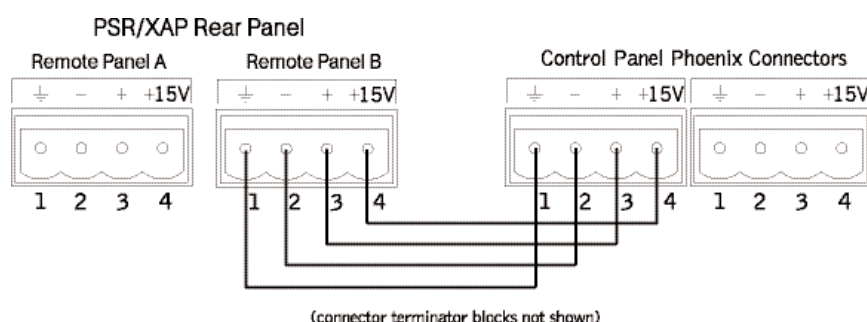 PSR/XAP Rear Panel
Remote Panel A
Remote Panel B
Control Panel Phoenix Connectors
⏚ − + +15V
⏚ − + +15V
⏚ − + +15V
⏚ − + +15V
1 2 3 4
1 2 3 4
1 2 3 4
1 2 3 4
(connector terminator blocks not shown)